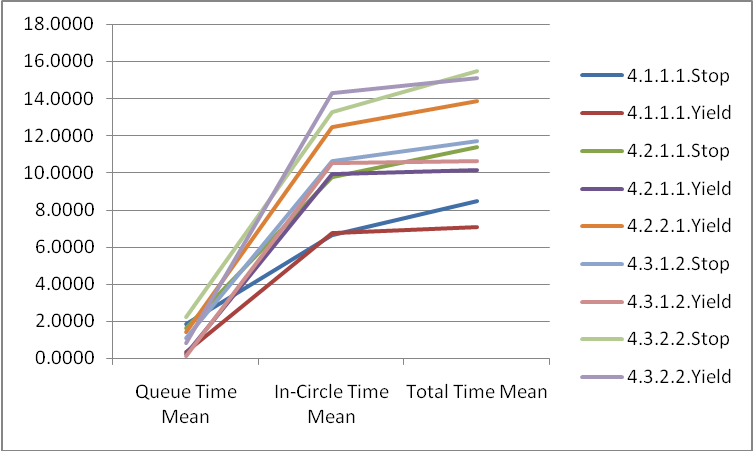 18.0000
16.0000
14.0000
12.0000
10.0000
8.0000
6.0000
4.0000
2.0000
0.0000
Queue Time
Mean
In-Circle Time
Mean
Total Time Mean
4.1.1.1.Stop
4.1.1.1.Yield
4.2.1.1.Stop
4.2.1.1.Yield
4.2.2.1.Yield
4.3.1.2.Stop
4.3.1.2.Yield
4.3.2.2.Stop
4.3.2.2.Yield